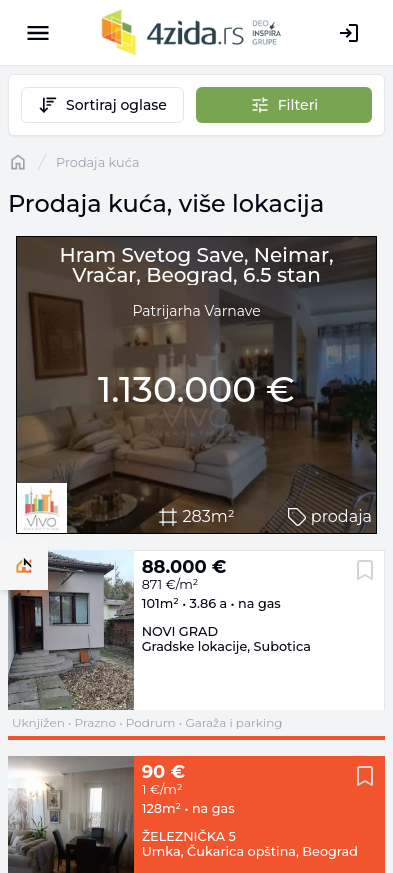 4zida.rs
DEO
INSPIRA
GRUPE
Sortiraj oglase
Filteri
/ Prodaja kuća
Prodaja kuća, više lokacija
Hram Svetog Save, Neimar,
Vračar, Beograd, 6.5 stan
Patrijarha Varnave
1.130.000 €
VIVO
283m²
prodaja
88.000 €
871 €/m²
101m² • 3.86 a • na gas
NOVI GRAD
Gradske lokacije, Subotica
Uknjižen • Prazno • Podrum • Garaža i parking
90 €
1 €/m²
128m² • na gas
ŽELEZNIČKA 5
Umka, Čukarica opština, Beograd